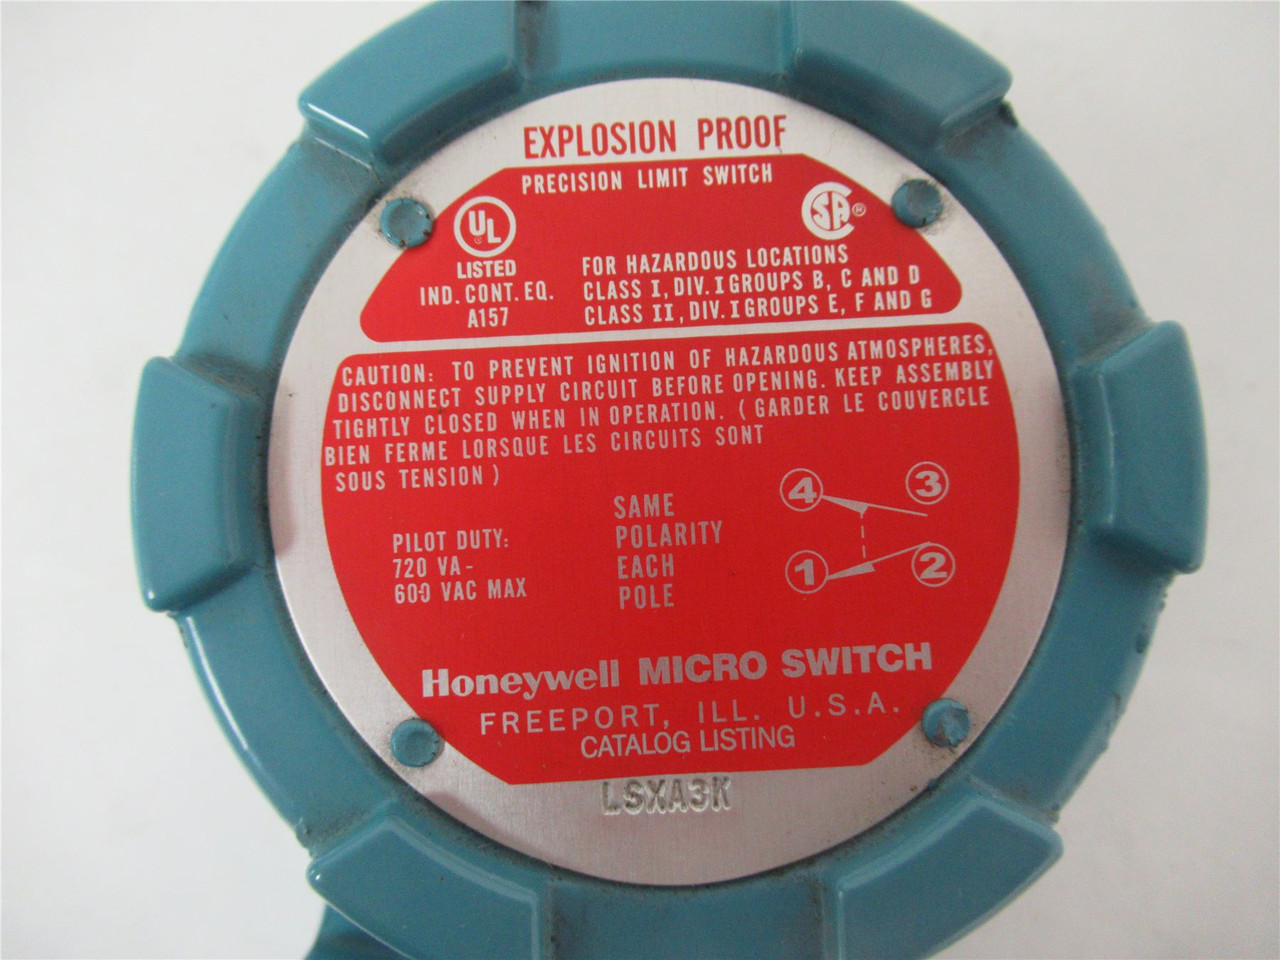 EXPLOSION PROOF
PRECISION LIMIT SWITCH
UL
SA ®
LISTED
IND. CONT. EQ.
A157
FOR HAZARDOUS LOCATIONS
CLASS I, DIV. I GROUPS B, C AND D
CLASS II, DIV. I GROUPS E, F AND G
CAUTION: TO PREVENT IGNITION OF HAZARDOUS ATMOSPHERES,
DISCONNECT SUPPLY CIRCUIT BEFORE OPENING. KEEP ASSEMBLY
TIGHTLY CLOSED WHEN IN OPERATION. (GARDER LE COUVERCLE
BIEN FERME LORSQUE LES CIRCUITS SONT
SOUS TENSION)
PILOT DUTY:
720 VA-
600 VAC MAX
SAME
POLARITY
EACH
POLE
4 3
1 2
Honeywell MICRO SWITCH
FREEPORT, ILL. U.S.A.
CATALOG LISTING
LSXA3K